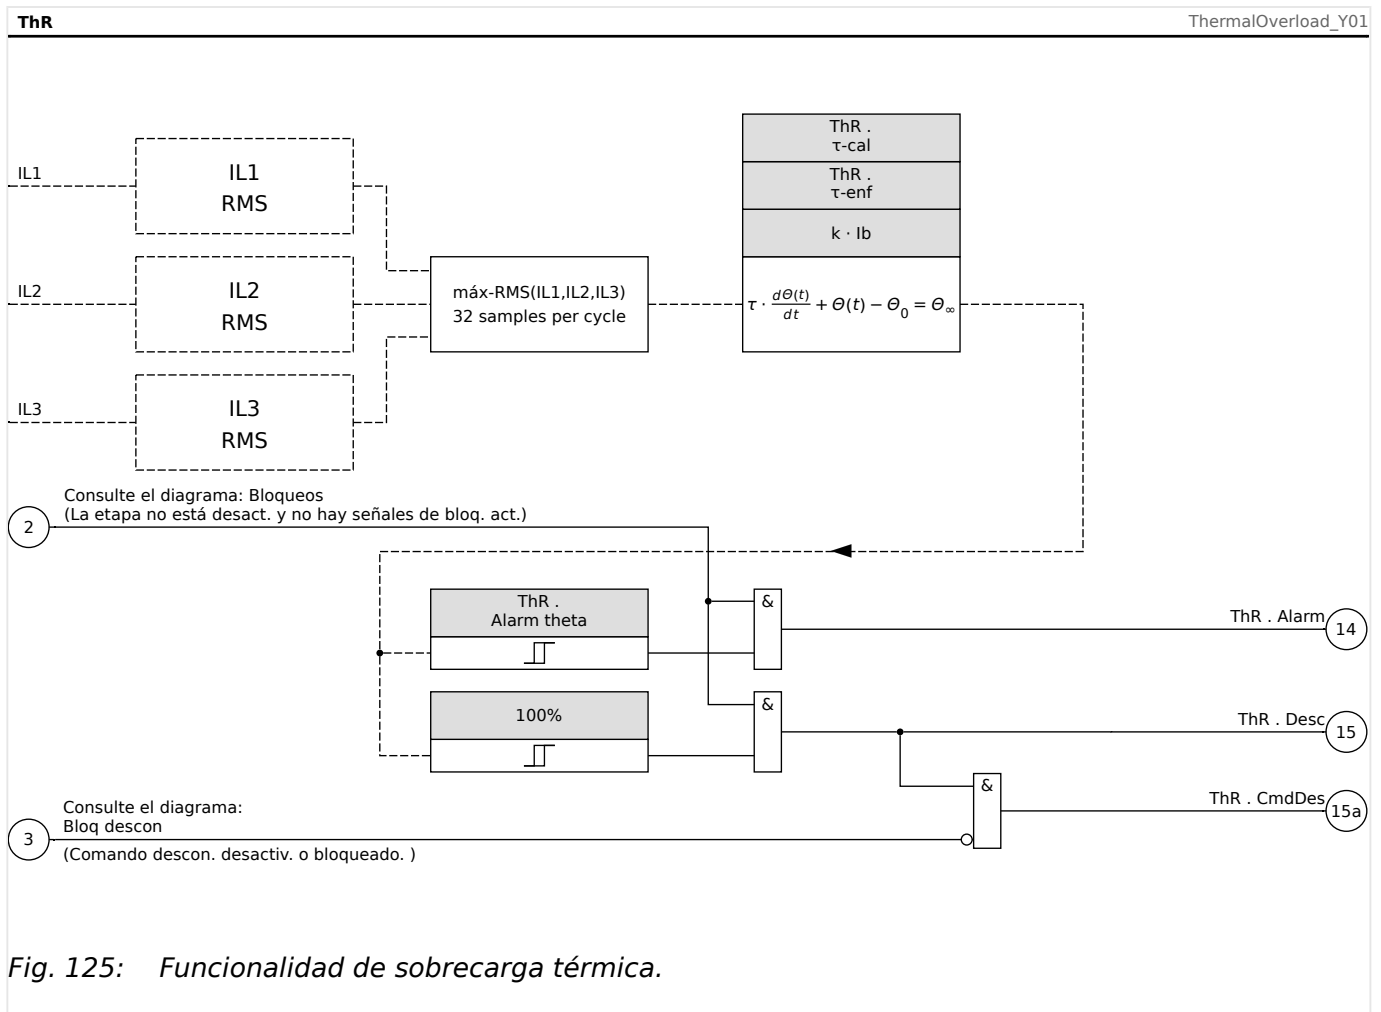 ThR
ThermalOverload_Y01
ThR .
τ-cal
IL1
IL1
RMS
ThR .
τ-enf
k · Ib
IL2
IL2
RMS
máx-RMS(IL1,IL2,IL3)
32 samples per cycle
τ · dΘ(t)/dt + Θ(t) − Θ₀ = Θ∞
IL3
IL3
RMS
Consulte el diagrama: Bloqueos
(La etapa no está desact. y no hay señales de bloq. act.)
2
ThR .
Alarm theta
&
ThR . Alarm
14
100%
&
ThR . Desc
15
&
Consulte el diagrama:
Bloq descon
3
(Comando descon. desactiv. o bloqueado. )
ThR . CmdDes
15a
Fig. 125: Funcionalidad de sobrecarga térmica.